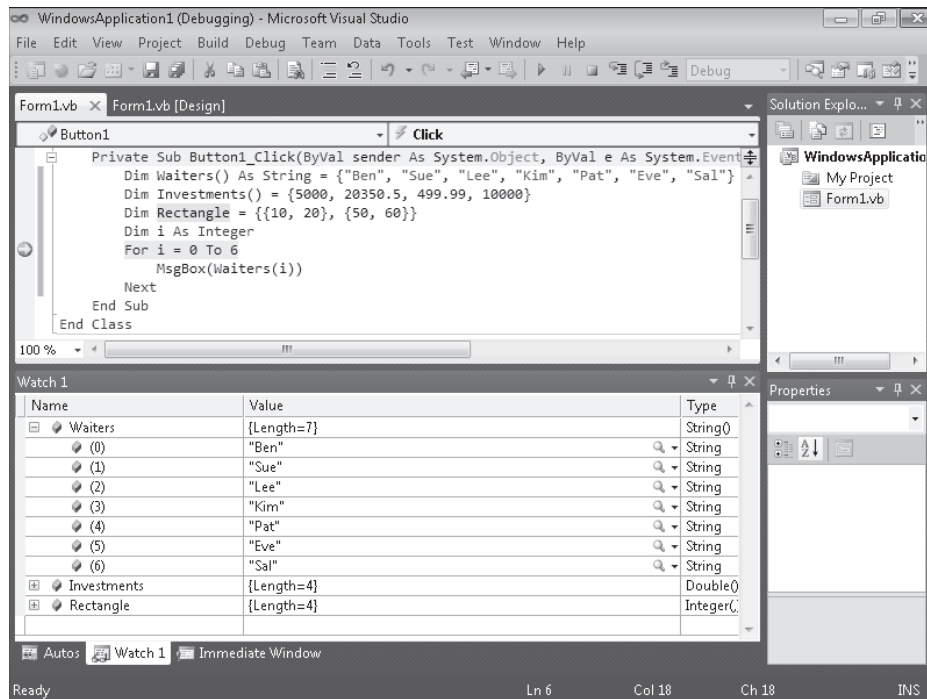 WindowsApplication1 (Debugging) - Microsoft Visual Studio
File Edit View Project Build Debug Team Data Tools Test Window Help
Debug
Form1.vb Form1.vb [Design]
Button1 Click
Private Sub Button1_Click(ByVal sender As System.Object, ByVal e As System.Event
Dim Waiters() As String = {"Ben", "Sue", "Lee", "Kim", "Pat", "Eve", "Sal"}
Dim Investments() = {5000, 20350.5, 499.99, 10000}
Dim Rectangle = {{10, 20}, {50, 60}}
Dim i As Integer
For i = 0 To 6
MsgBox(Waiters(i))
Next
End Sub
End Class
100 %
Solution Explo...
WindowsApplicatio
My Project
Form1.vb
Properties
Watch 1
Name Value Type
Waiters {Length=7} String()
(0) "Ben" String
(1) "Sue" String
(2) "Lee" String
(3) "Kim" String
(4) "Pat" String
(5) "Eve" String
(6) "Sal" String
Investments {Length=4} Double()
Rectangle {Length=4} Integer(,
Autos Watch 1 Immediate Window
Ready Ln 6 Col 18 Ch 18 INS